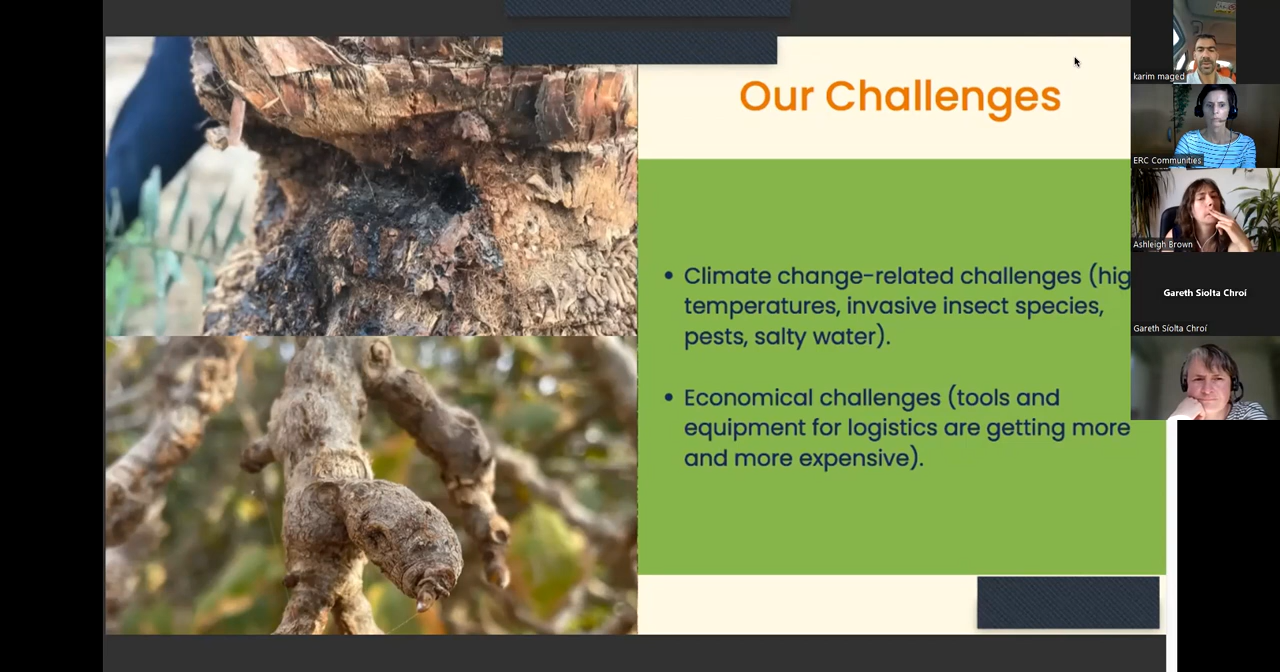 Our Challenges
• Climate change-related challenges (hig
temperatures, invasive insect species,
pests, salty water).
• Economical challenges (tools and
equipment for logistics are getting more
and more expensive).
karim maged
ERC Communities
Ashleigh Brown
Gareth Síolta Chroí
Gareth Síolta Chroí